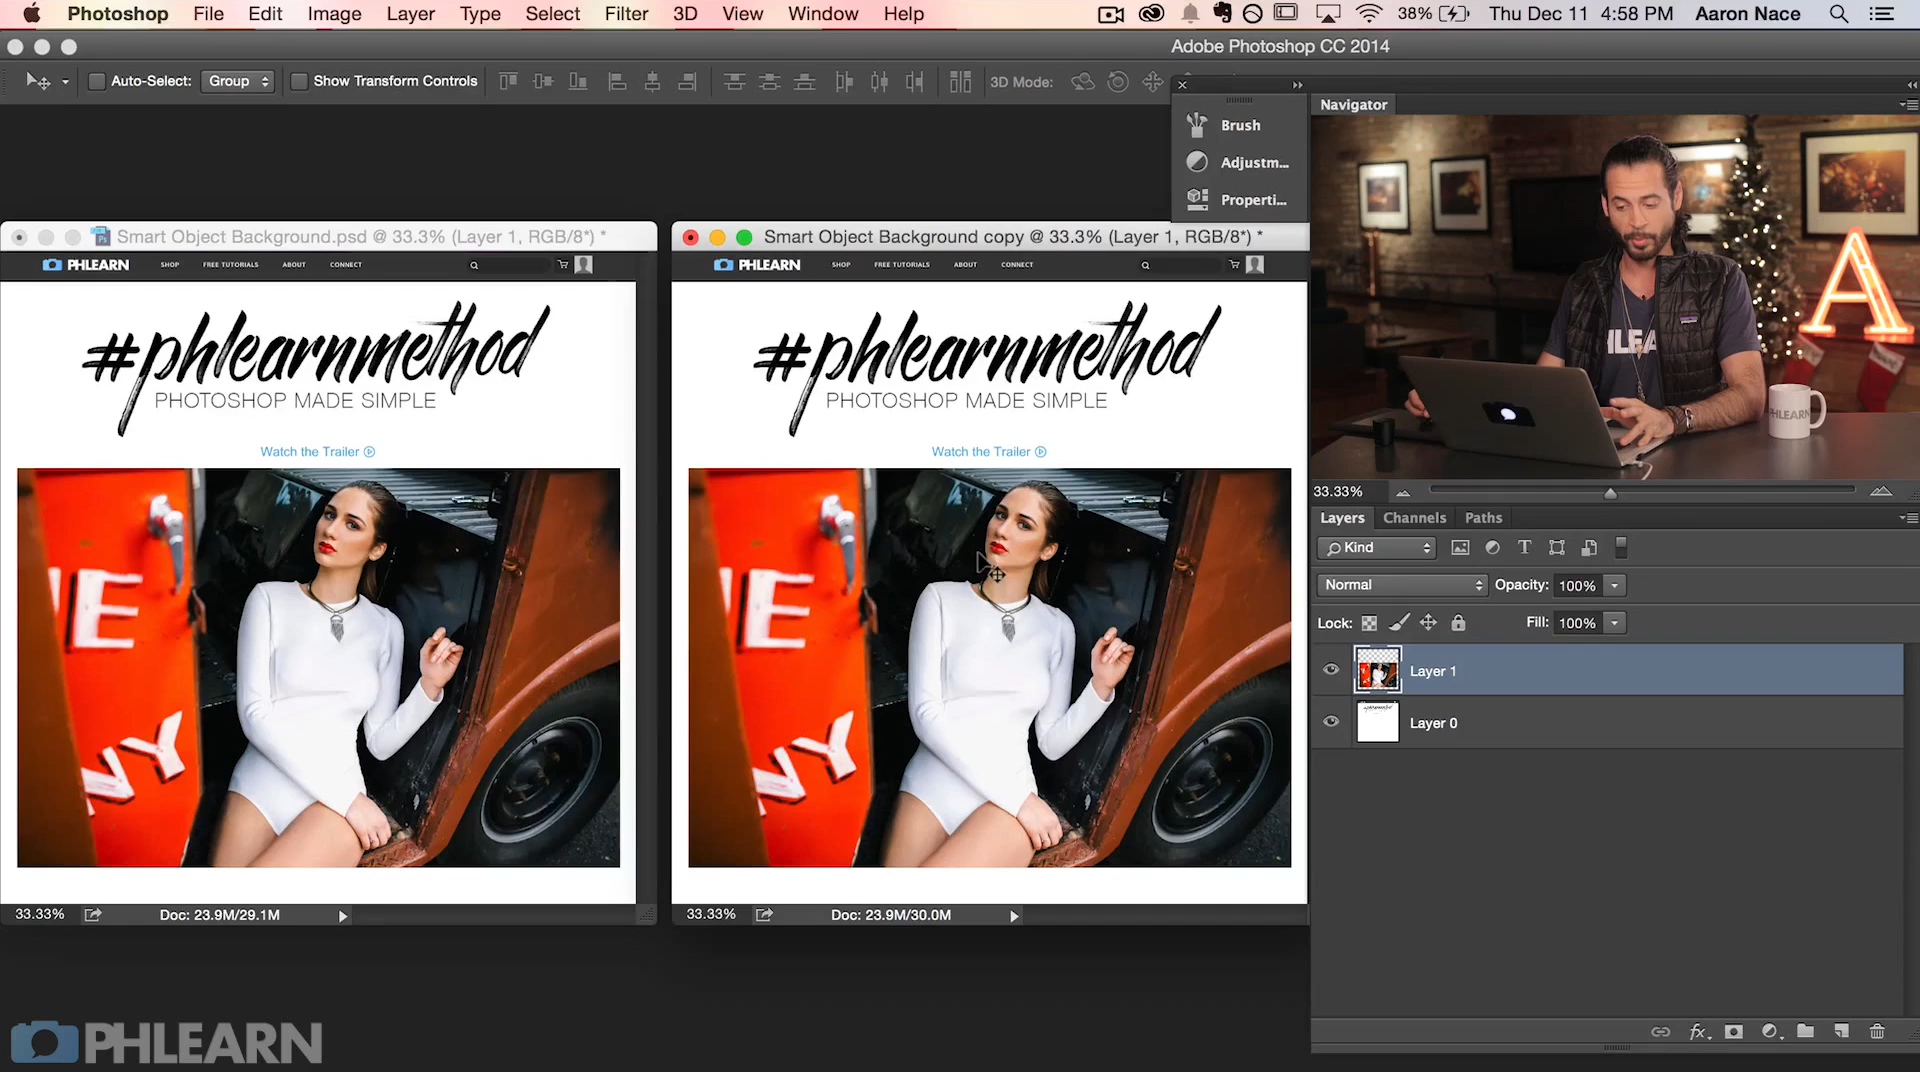 Photoshop File Edit Image Layer Type Select Filter 3D View Window Help 38% Thu Dec 11 4:58 PM Aaron Nace
Adobe Photoshop CC 2014
Auto-Select: Group Show Transform Controls 3D Mode:
Brush
Adjustm...
Properti...
Navigator
Smart Object Background.psd @ 33.3% (Layer 1, RGB/8*) *
PHLEARN SHOP FREE TUTORIALS ABOUT CONNECT
#phlearnmethod
PHOTOSHOP MADE SIMPLE
Watch the Trailer
E
NY
33.33% Doc: 23.9M/29.1M
Smart Object Background copy @ 33.3% (Layer 1, RGB/8*) *
PHLEARN SHOP FREE TUTORIALS ABOUT CONNECT
#phlearnmethod
PHOTOSHOP MADE SIMPLE
Watch the Trailer
E
NY
33.33% Doc: 23.9M/30.0M
A
PHLEARN
33.33%
Layers Channels Paths
Kind
Normal Opacity: 100%
Lock: Fill: 100%
Layer 1
Layer 0
fx
PHLEARN